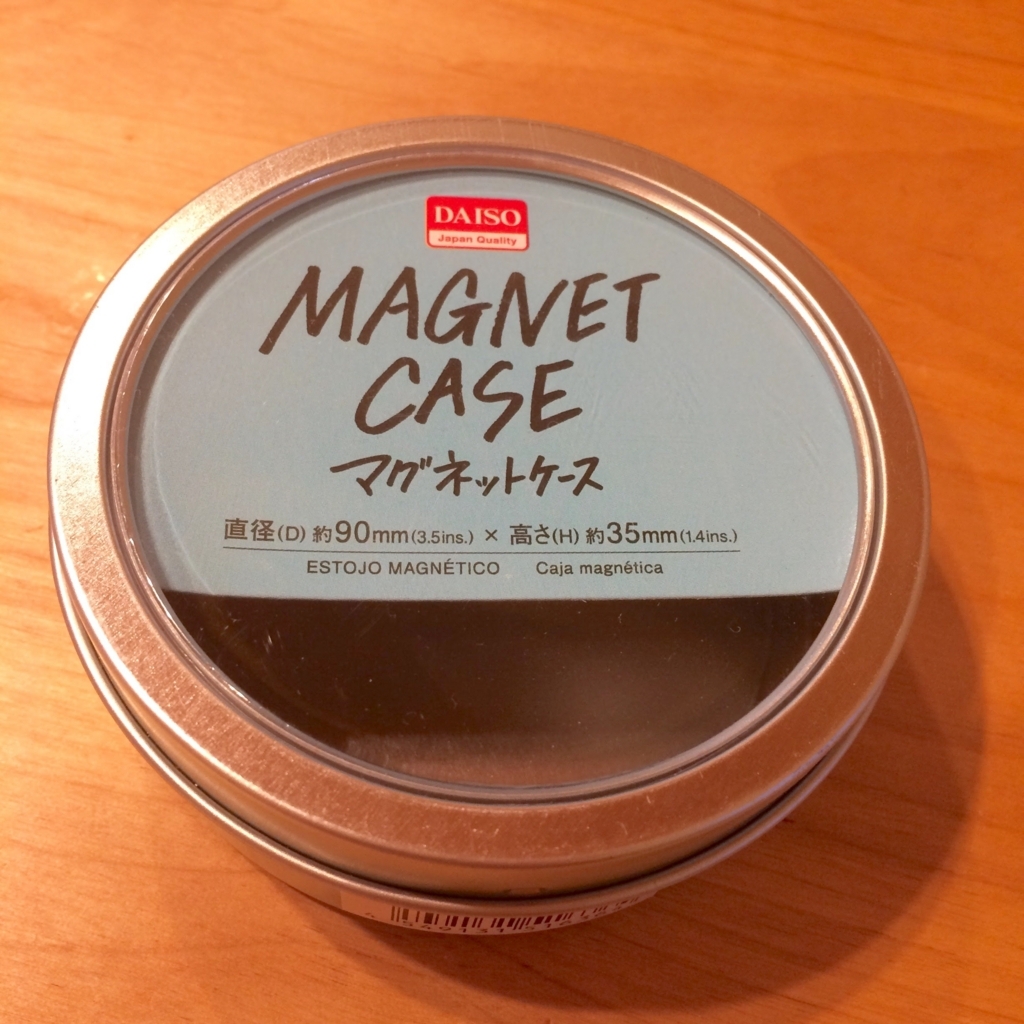 DAISO
Japan Quality
MAGNET
CASE
マグネットケース
直径(D) 約90mm(3.5ins.) × 高さ(H) 約35mm(1.4ins.)
ESTOJO MAGNÉTICO Caja magnética